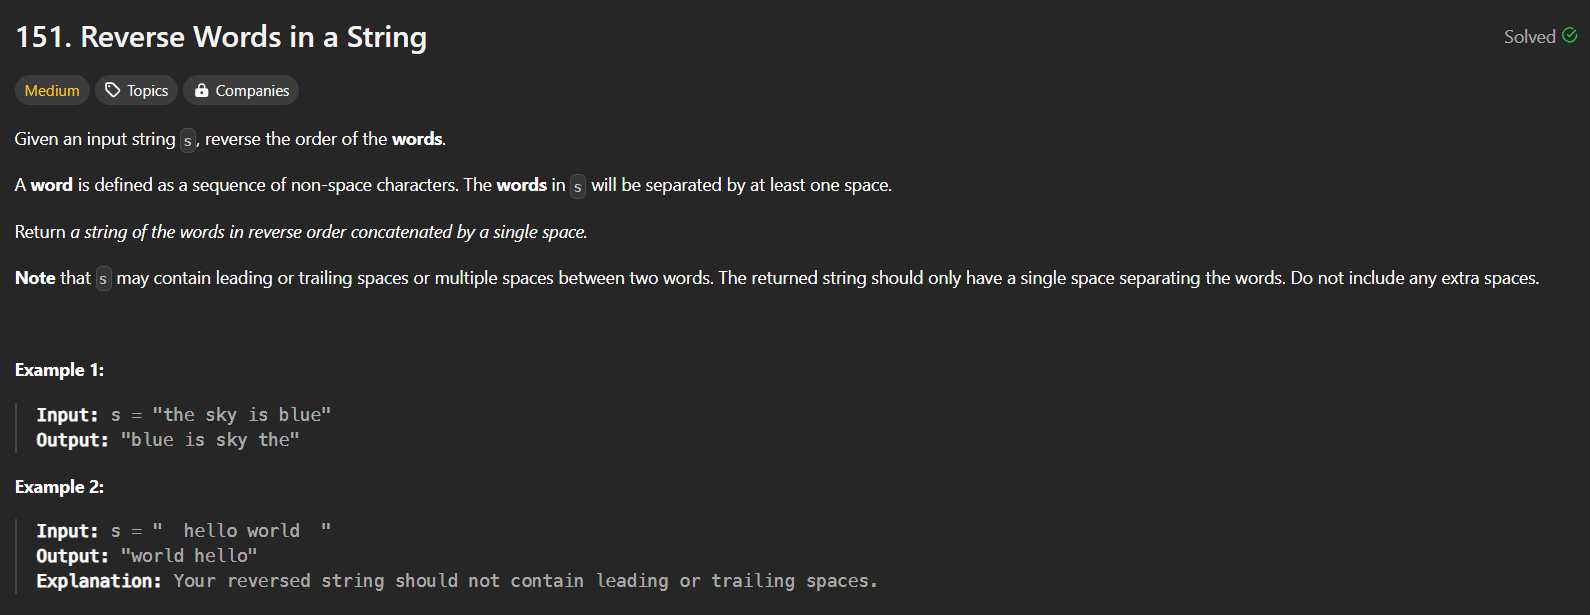 151. Reverse Words in a String
Solved
Medium
Topics
Companies
Given an input string s, reverse the order of the words.
A word is defined as a sequence of non-space characters. The words in s will be separated by at least one space.
Return a string of the words in reverse order concatenated by a single space.
Note that s may contain leading or trailing spaces or multiple spaces between two words. The returned string should only have a single space separating the words. Do not include any extra spaces.
Example 1:
Input: s = "the sky is blue"
Output: "blue is sky the"
Example 2:
Input: s = "  hello world  "
Output: "world hello"
Explanation: Your reversed string should not contain leading or trailing spaces.